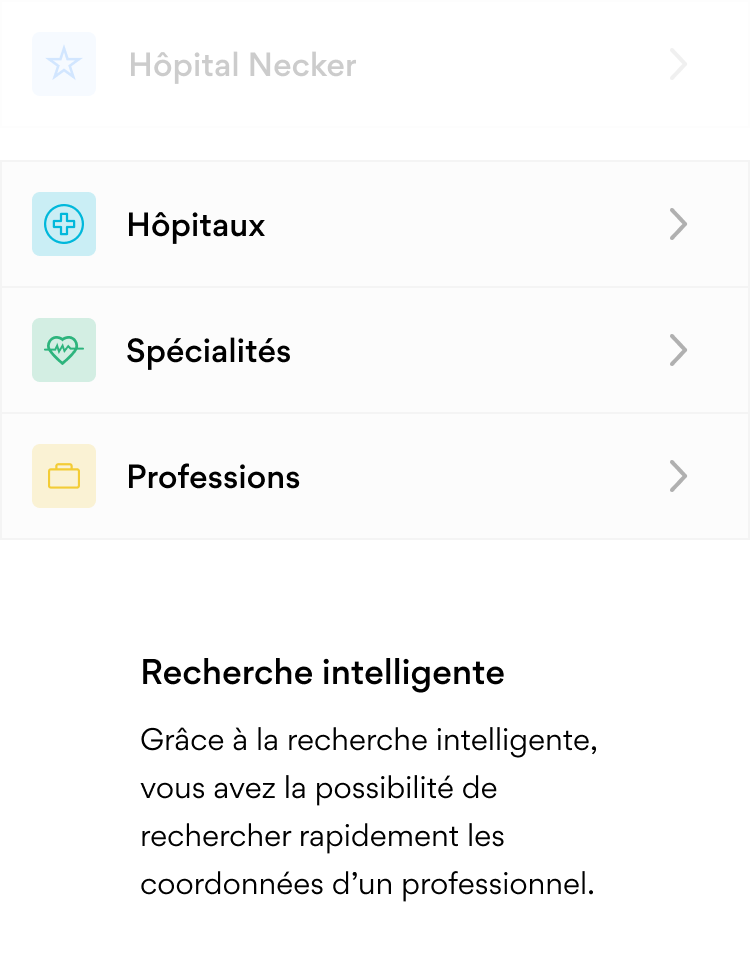 Hôpital Necker
Hôpitaux
Spécialités
Professions
Recherche intelligente
Grâce à la recherche intelligente,
vous avez la possibilité de
rechercher rapidement les
coordonnées d’un professionnel.